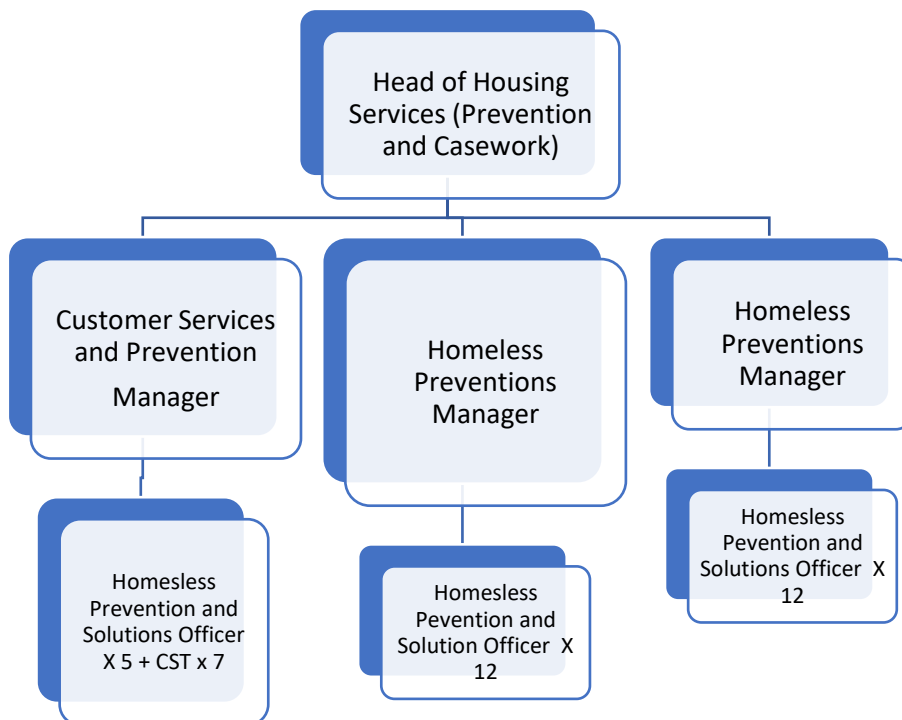 Head of Housing
Services (Prevention
and Casework)
Customer Services
and Prevention
Manager
Homeless
Preventions
Manager
Homeless
Preventions
Manager
Homesless
Prevention and
Solutions Officer
X 5 + CST x 7
Homesless
Pevention and
Solution Officer X
12
Homesless
Pevention and
Solutions Officer X
12